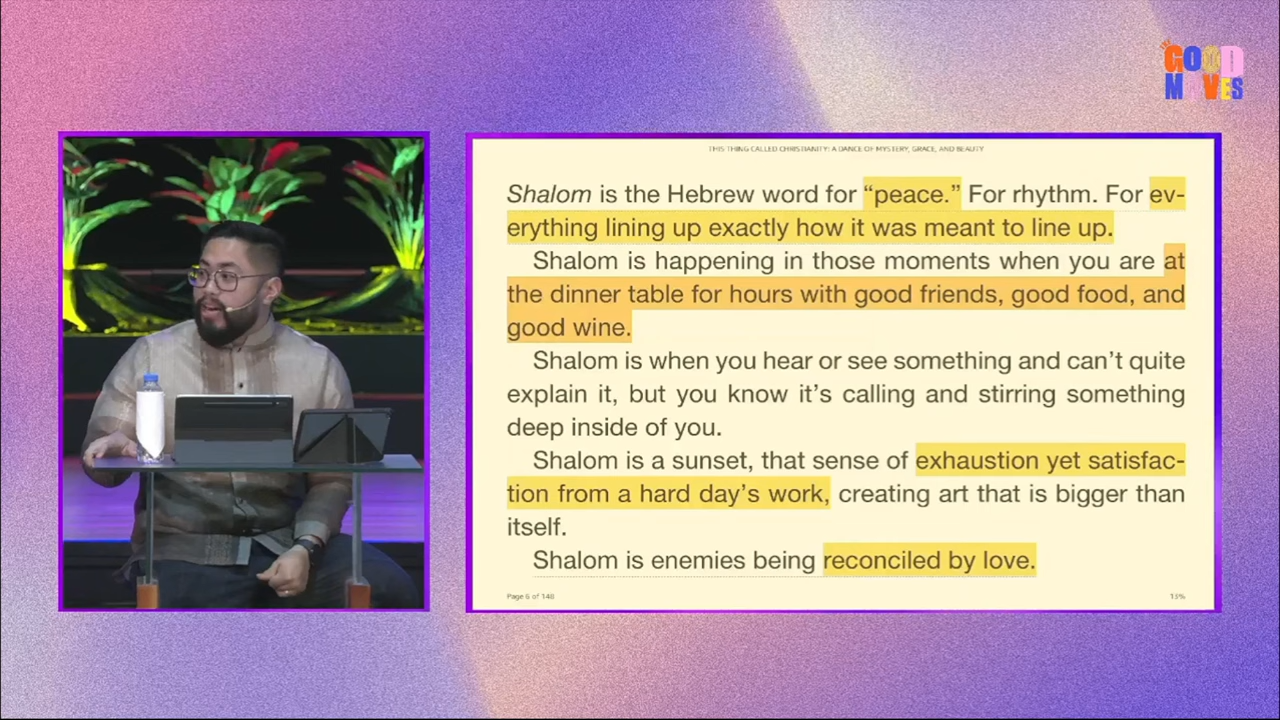 GOOD
MOVES
THIS THING CALLED CHRISTIANITY: A DANCE OF MYSTERY, GRACE, AND BEAUTY
Shalom is the Hebrew word for “peace.” For rhythm. For ev-
erything lining up exactly how it was meant to line up.
Shalom is happening in those moments when you are at
the dinner table for hours with good friends, good food, and
good wine.
Shalom is when you hear or see something and can’t quite
explain it, but you know it’s calling and stirring something
deep inside of you.
Shalom is a sunset, that sense of exhaustion yet satisfac-
tion from a hard day’s work, creating art that is bigger than
itself.
Shalom is enemies being reconciled by love.
Page 6 of 148
13%